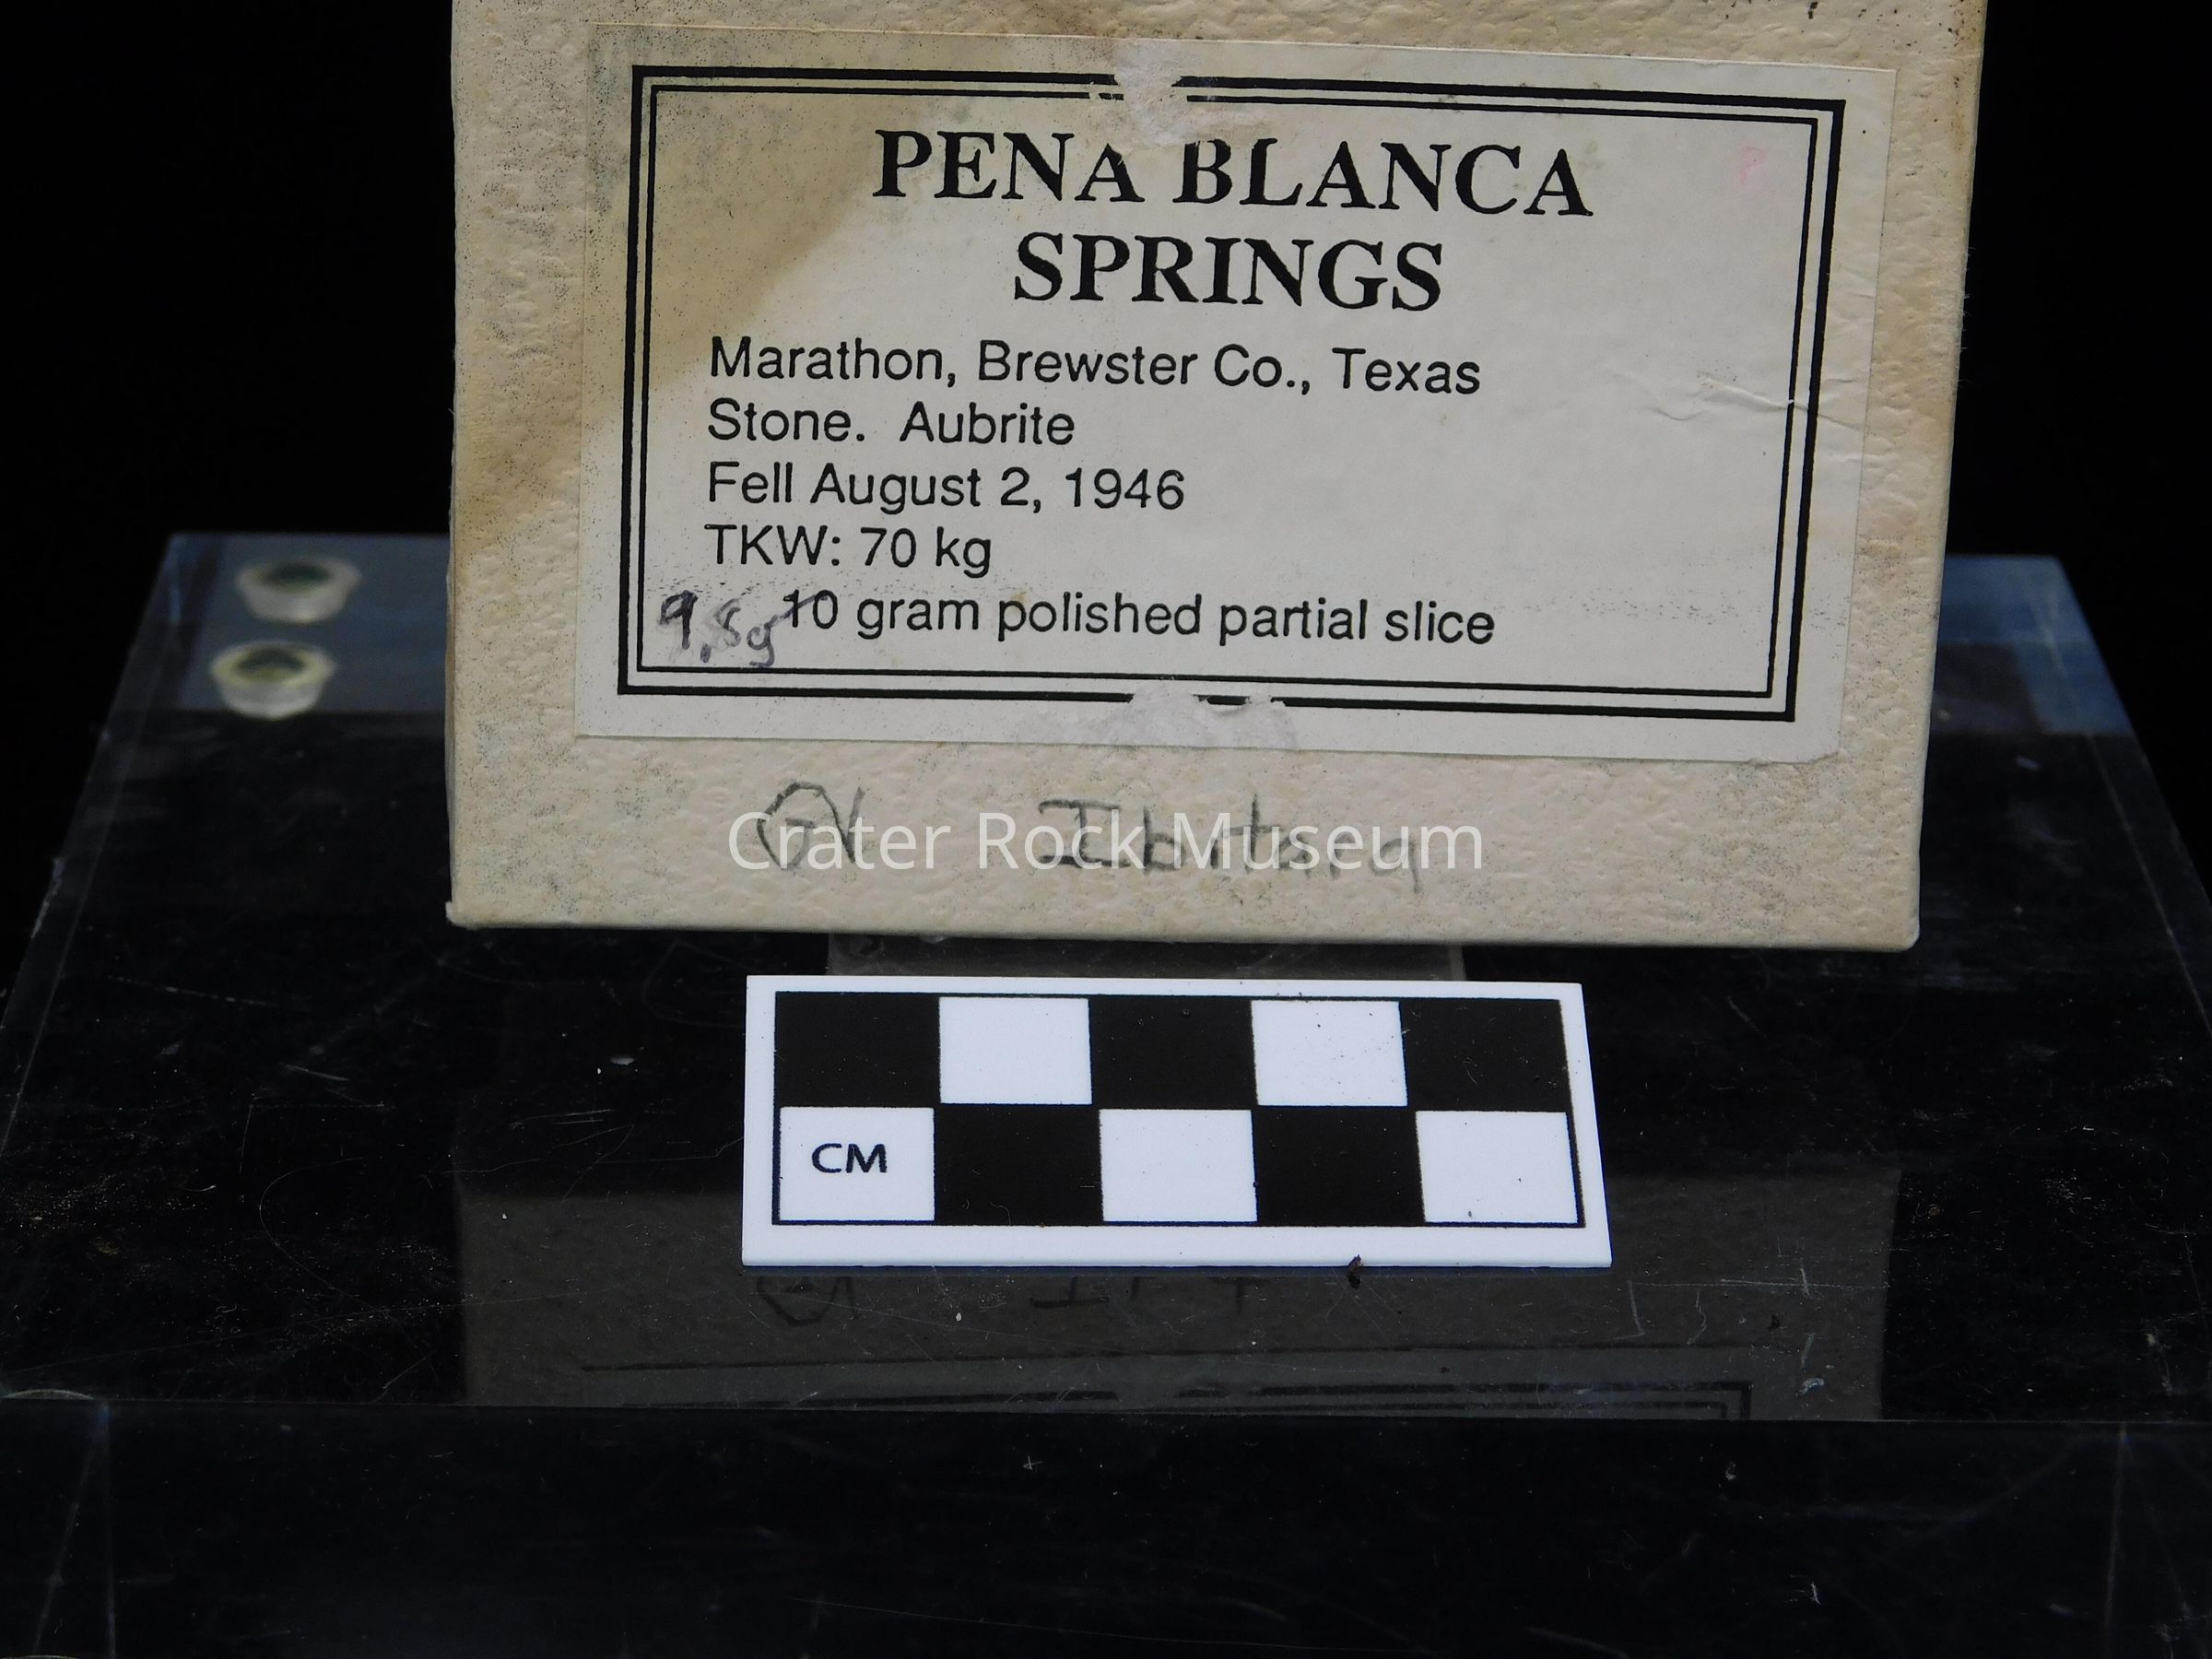 PENA BLANCA
SPRINGS
Marathon, Brewster Co., Texas
Stone. Aubrite
Fell August 2, 1946
TKW: 70 kg
9.8g 10 gram polished partial slice
Crater Rock Museum
CM